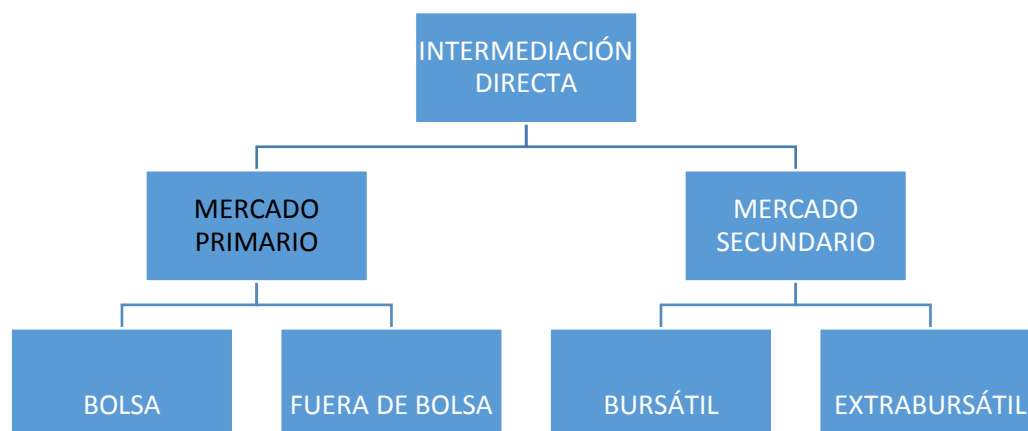 INTERMEDIACIÓN
DIRECTA
MERCADO
PRIMARIO
MERCADO
SECUNDARIO
BOLSA
FUERA DE BOLSA
BURSÁTIL
EXTRABURSÁTIL